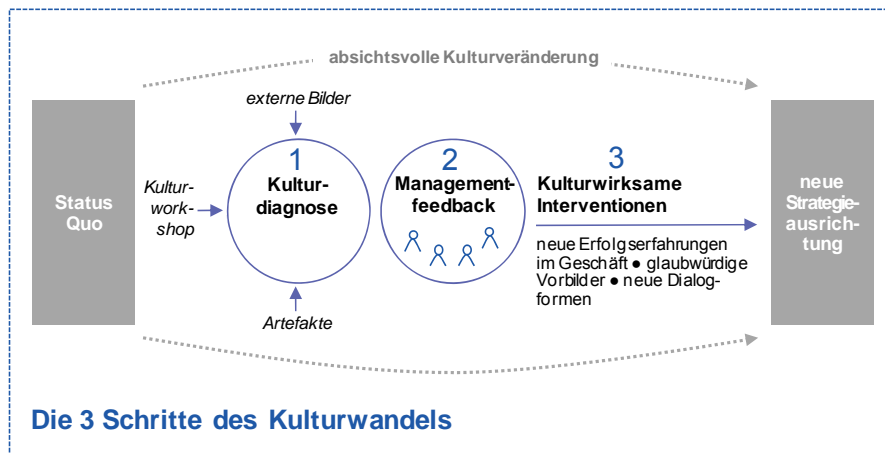 absichtsvolle Kulturveränderung
externe Bilder
Status
Quo
Kultur-
work-
shop
1
Kultur-
diagnose
Artefakte
2
Management-
feedback
3
Kulturwirksame
Interventionen
neue Erfolgserfahrungen
im Geschäft ● glaubwürdige
Vorbilder ● neue Dialog-
formen
neue
Strategie-
ausrich-
tung
Die 3 Schritte des Kulturwandels